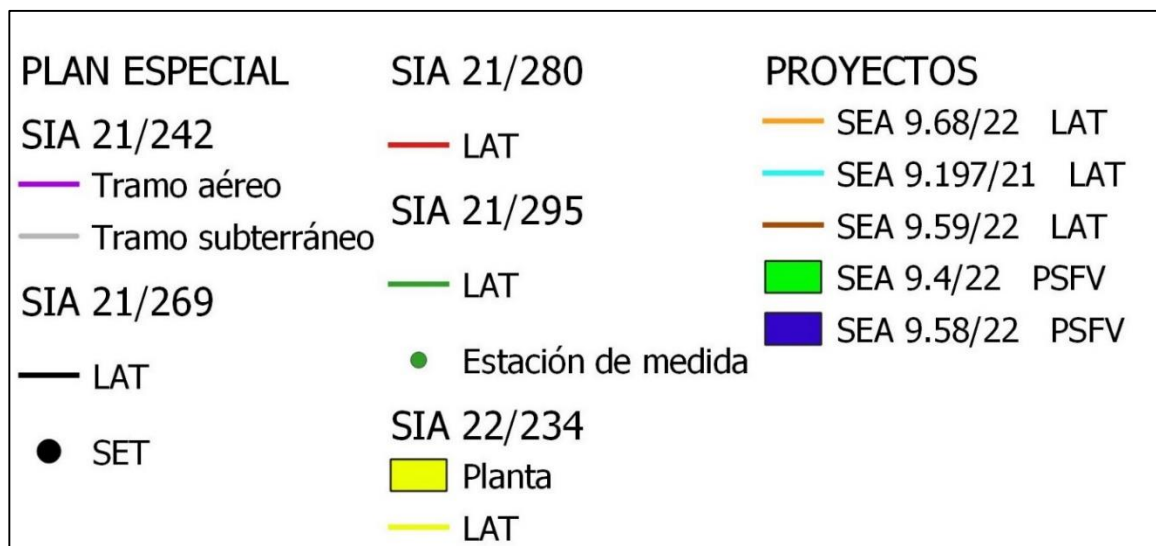 PLAN ESPECIAL
SIA 21/242
Tramo aéreo
Tramo subterráneo
SIA 21/269
LAT
SET
SIA 21/280
LAT
SIA 21/295
LAT
Estación de medida
SIA 22/234
Planta
LAT
PROYECTOS
SEA 9.68/22 LAT
SEA 9.197/21 LAT
SEA 9.59/22 LAT
SEA 9.4/22 PSFV
SEA 9.58/22 PSFV